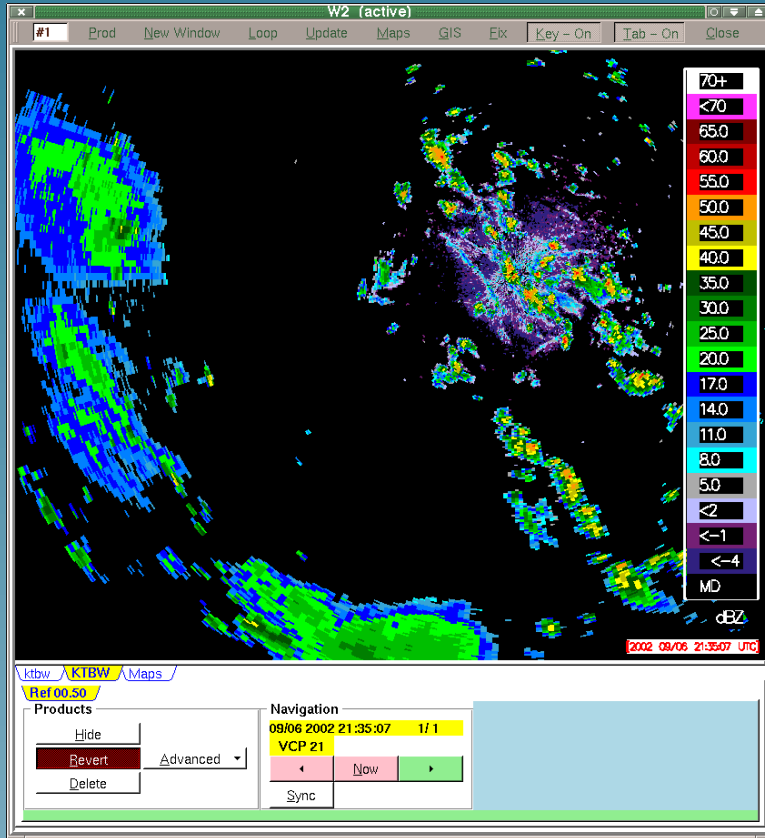 W2 (active)
#1 Prod New Window Loop Update Maps GIS Fix Key - On Tab - On Close
70+
<70
65.0
60.0
55.0
50.0
45.0
40.0
35.0
30.0
25.0
20.0
17.0
14.0
11.0
8.0
5.0
<2
<-1
<-4
MD
dBZ
[2002 09/06 21:35:07 UTC]
ktbw KTBW Maps
Ref 00.50
Products
Hide
Revert Advanced
Delete
Navigation
09/06 2002 21:35:07 1/ 1
VCP 21
Now
Sync